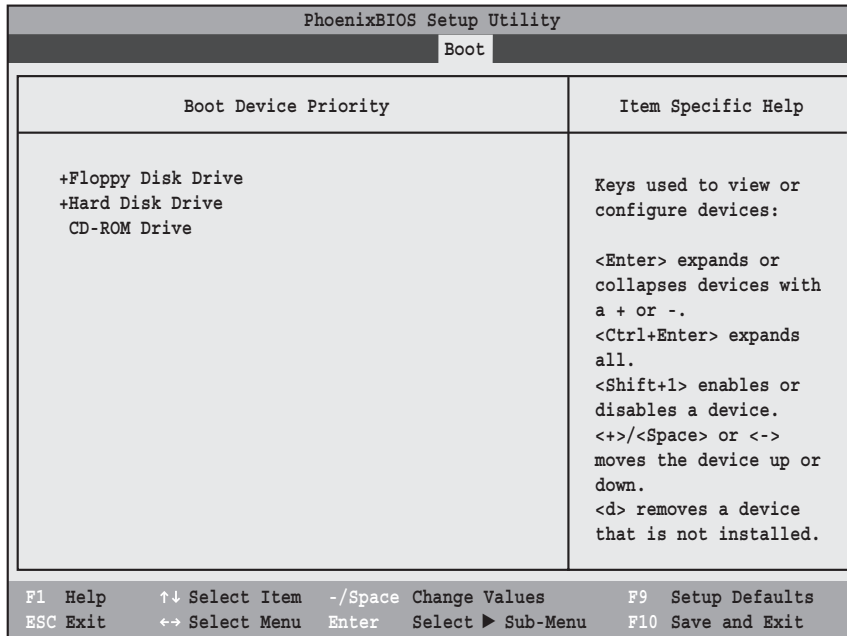 PhoenixBIOS Setup Utility
Boot
Boot Device Priority
+Floppy Disk Drive
+Hard Disk Drive
CD-ROM Drive
Item Specific Help
Keys used to view or
configure devices:
<Enter> expands or
collapses devices with
a + or -.
<Ctrl+Enter> expands
all.
<Shift+1> enables or
disables a device.
<+>/<Space> or <->
moves the device up or
down.
<d> removes a device
that is not installed.
F1 Help ↑↓ Select Item -/Space Change Values F9 Setup Defaults
ESC Exit ←→ Select Menu Enter Select ▶ Sub-Menu F10 Save and Exit